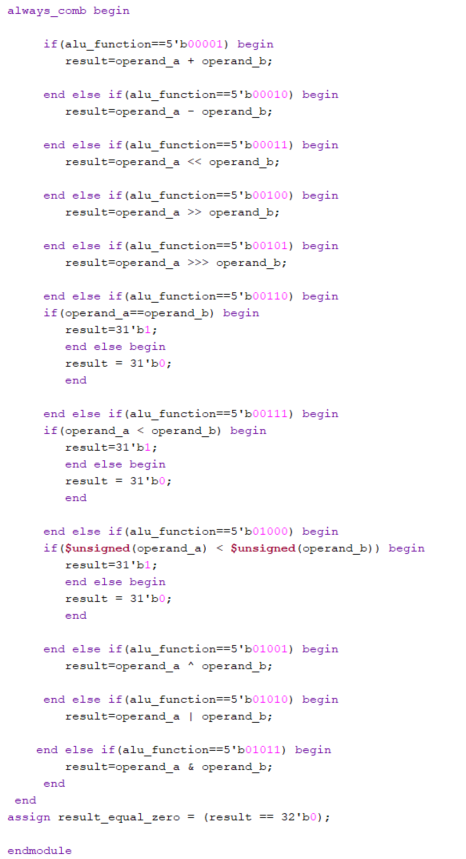 always_comb begin
if(alu_function==5'b00001) begin
result=operand_a + operand_b;
end else if(alu_function==5'b00010) begin
result=operand_a - operand_b;
end else if(alu_function==5'b00011) begin
result=operand_a << operand_b;
end else if(alu_function==5'b00100) begin
result=operand_a >> operand_b;
end else if(alu_function==5'b00101) begin
result=operand_a >>> operand_b;
end else if(alu_function==5'b00110) begin
if(operand_a==operand_b) begin
result=31'b1;
end else begin
result = 31'b0;
end
end else if(alu_function==5'b00111) begin
if(operand_a < operand_b) begin
result=31'b1;
end else begin
result = 31'b0;
end
end else if(alu_function==5'b01000) begin
if($unsigned(operand_a) < $unsigned(operand_b)) begin
result=31'b1;
end else begin
result = 31'b0;
end
end else if(alu_function==5'b01001) begin
result=operand_a ^ operand_b;
end else if(alu_function==5'b01010) begin
result=operand_a | operand_b;
end else if(alu_function==5'b01011) begin
result=operand_a & operand_b;
end
end
assign result_equal_zero = (result == 32'b0);
endmodule